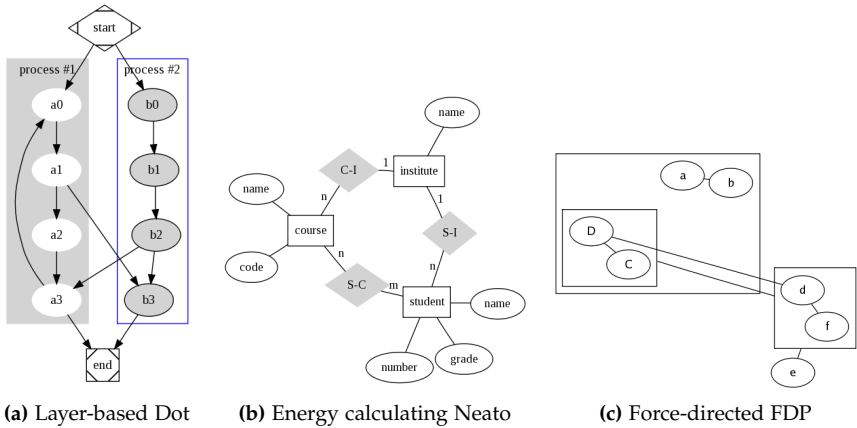 start
process #1
process #2
a0
b0
a1
b1
a2
b2
a3
b3
end
(a) Layer-based Dot
name
C-I
1
institute
n
name
1
course
S-I
n
code
n
S-C
m
student
name
number
grade
(b) Energy calculating Neato
a
b
D
C
d
f
e
(c) Force-directed FDP